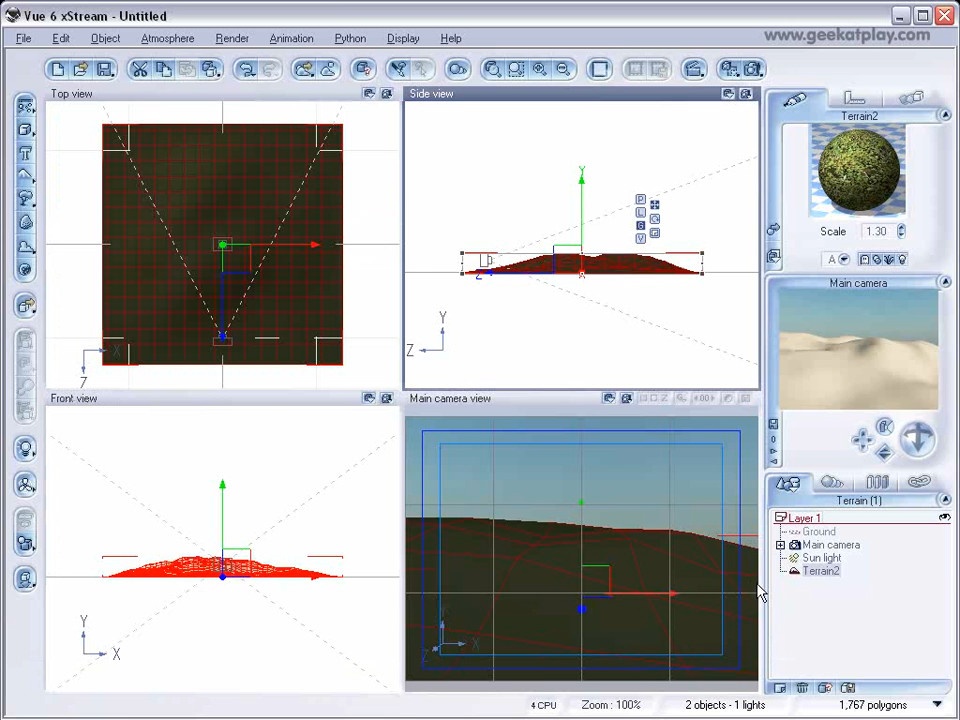 Vue 6 xStream - Untitled
File Edit Object Atmosphere Render Animation Python Display Help
www.geekatplay.com
Top view
Side view
Terrain2
Scale 1.30
A
Main camera
P
L
G
V
Y
Z
X
Y
Z
X
Z
Front view
Main camera view
Y
X
Y
X
Z
Terrain (1)
Layer 1
Ground
Main camera
Sun light
Terrain2
4 CPU Zoom : 100% 2 objects - 1 lights 1,767 polygons